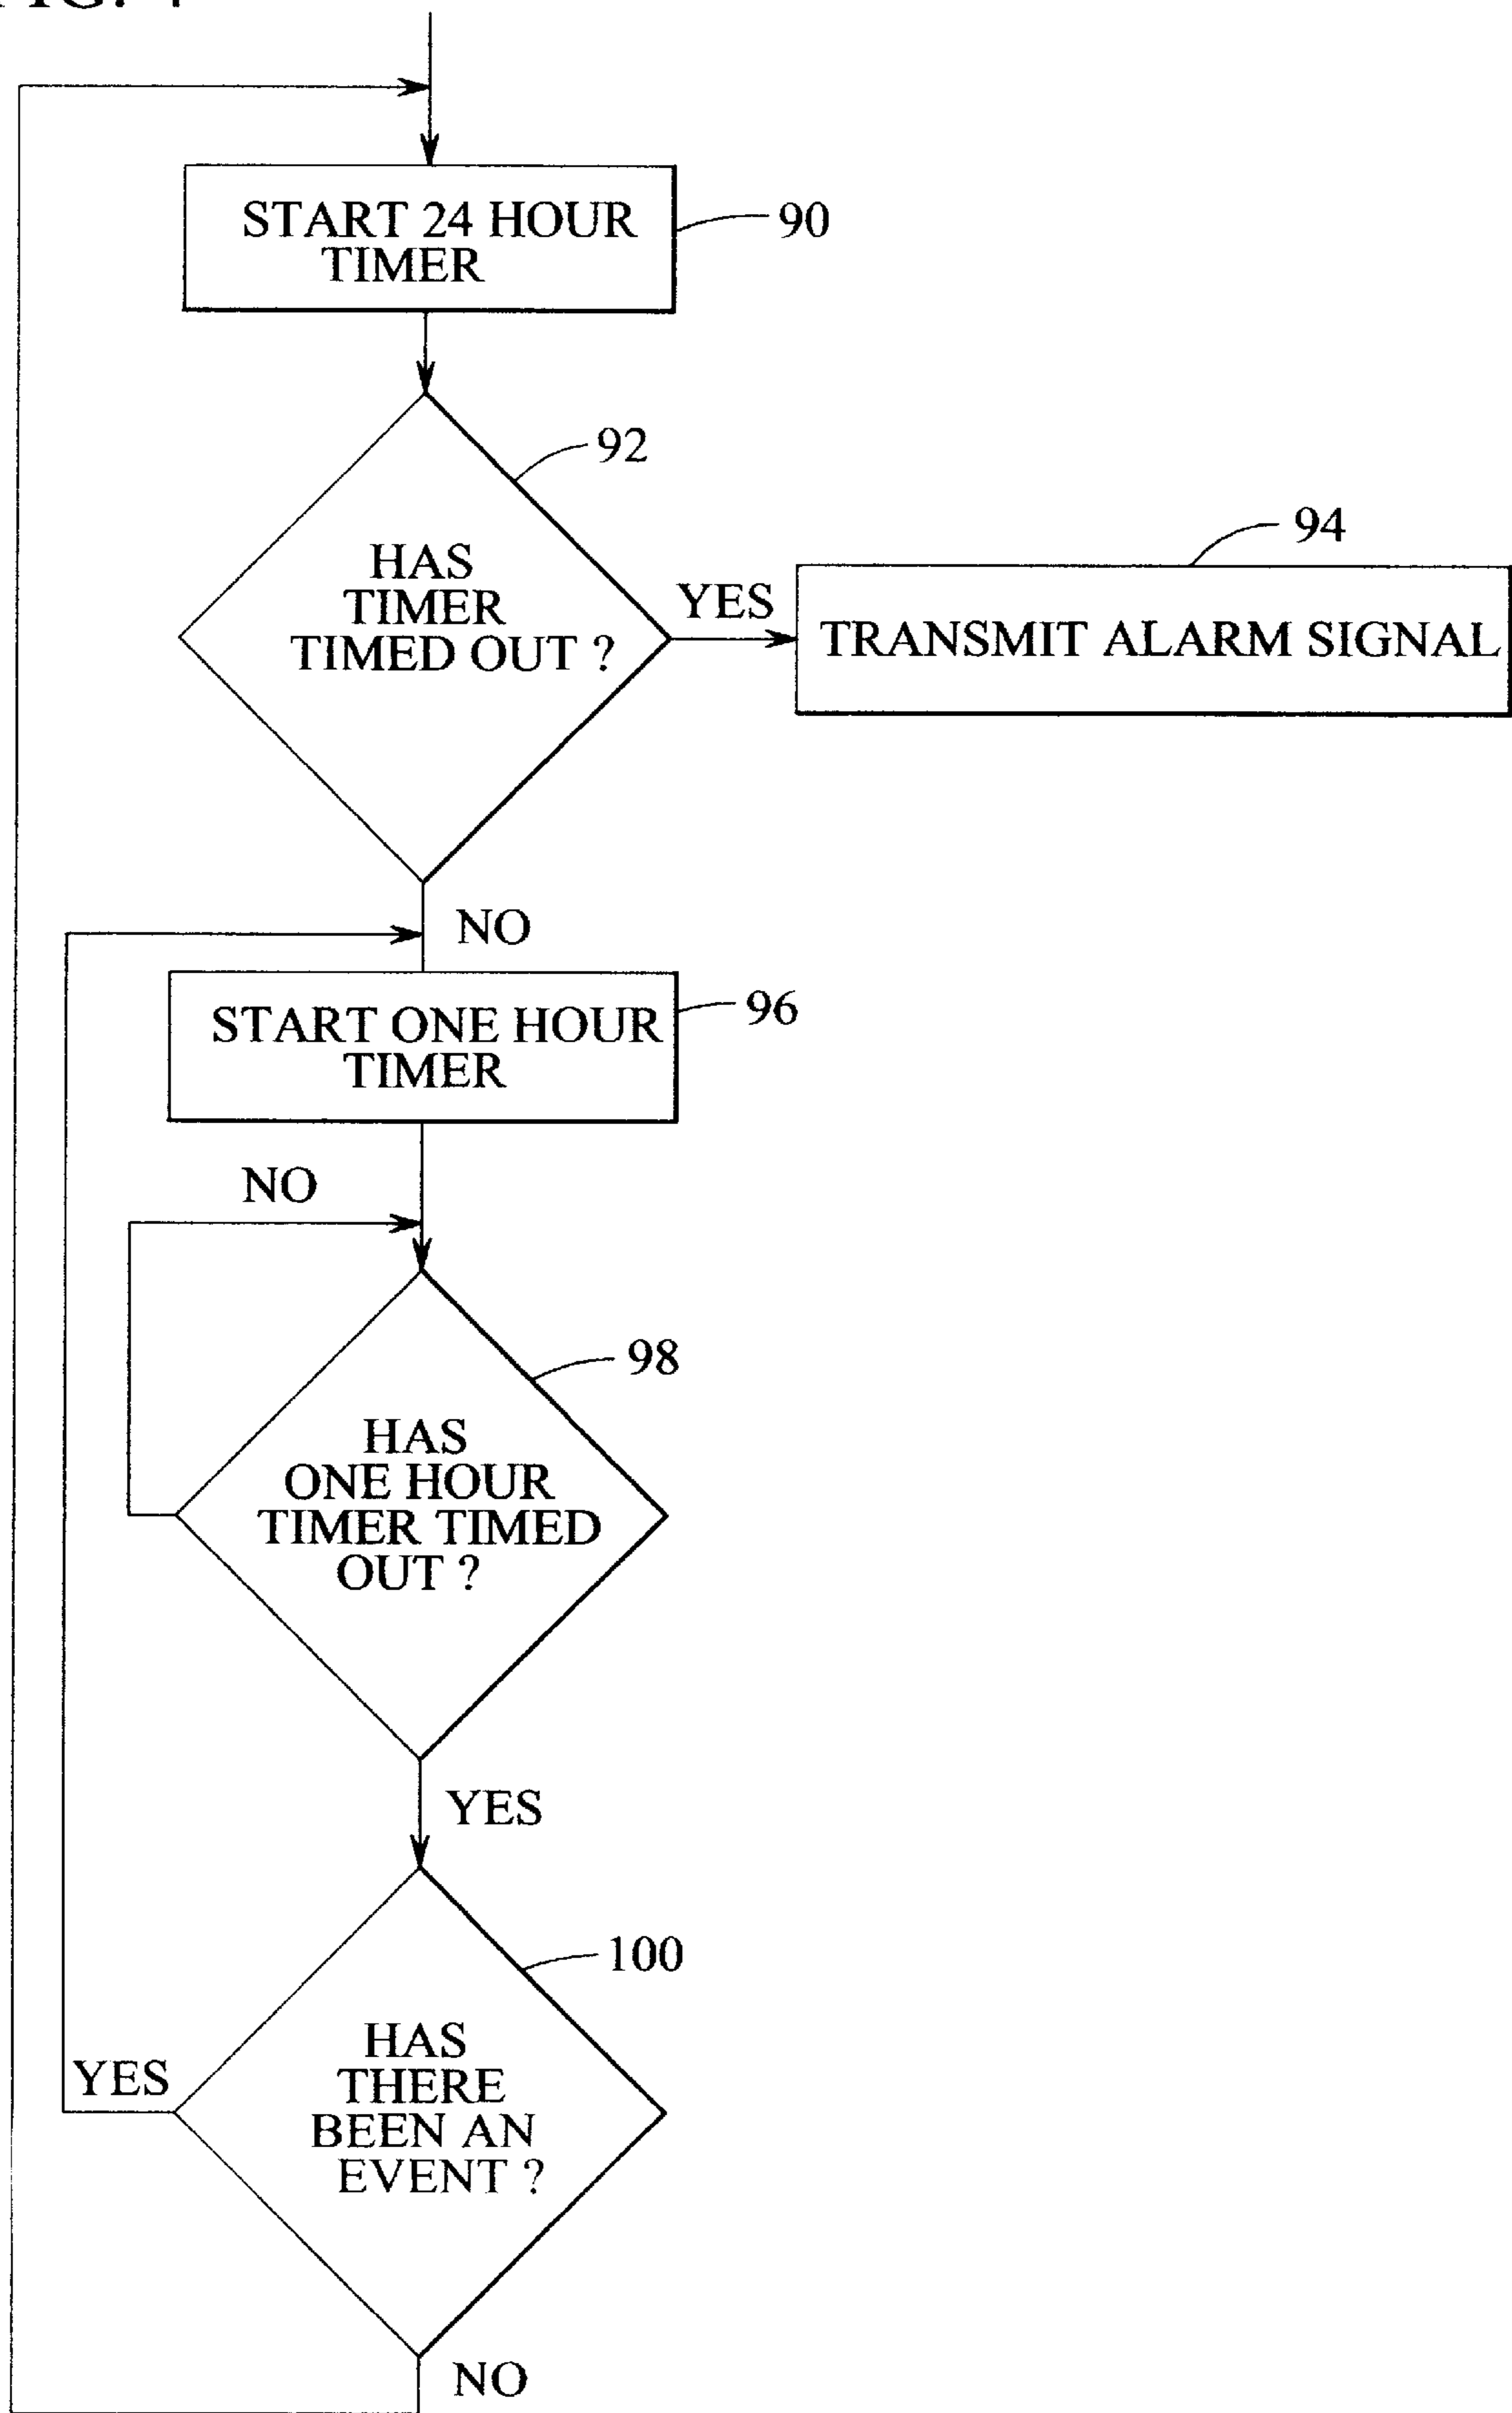 START 24 HOUR
TIMER
90
92
HAS
TIMER
TIMED OUT ?
YES
94
TRANSMIT ALARM SIGNAL
NO
START ONE HOUR
TIMER
96
NO
98
HAS
ONE HOUR
TIMER TIMED
OUT ?
YES
100
HAS
THERE
BEEN AN
EVENT ?
YES
NO